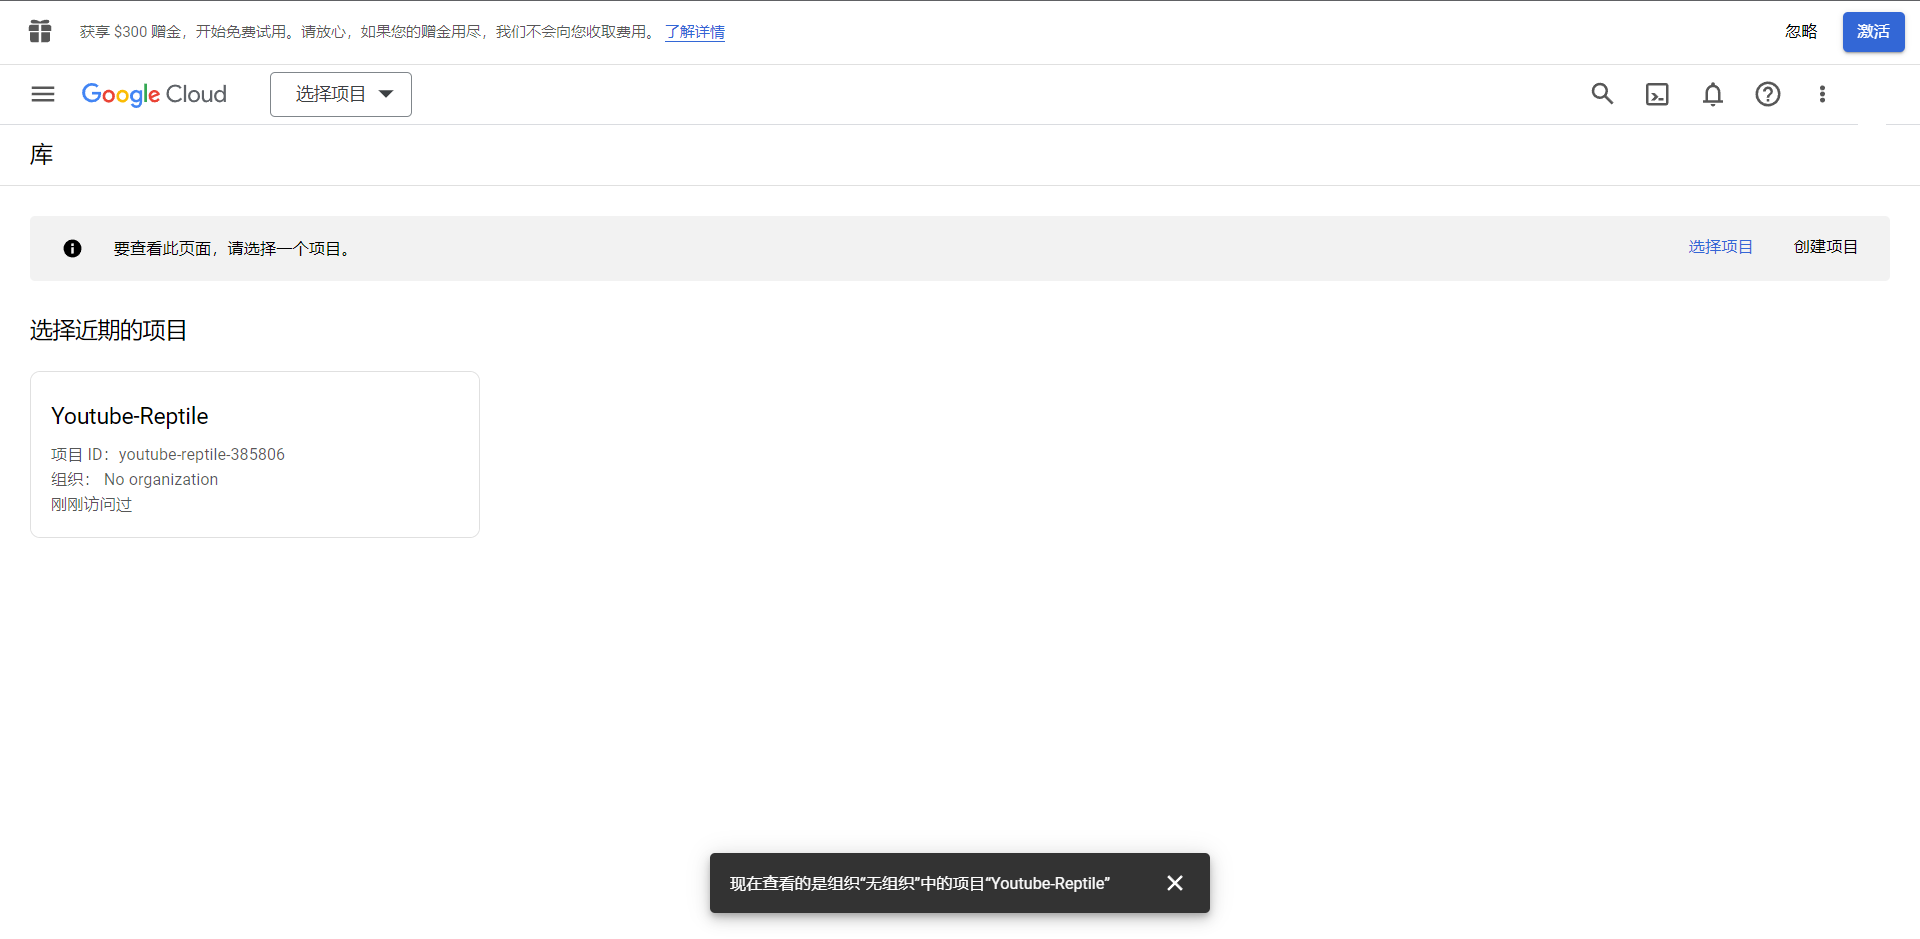 获享 $300 赠金，开始免费试用。请放心，如果您的赠金用尽，我们不会向您收取费用。 了解详情
忽略
激活
Google Cloud
选择项目
库
要查看此页面，请选择一个项目。
选择项目
创建项目
选择近期的项目
Youtube-Reptile
项目 ID：youtube-reptile-385806
组织： No organization
刚刚访问过
现在查看的是组织“无组织”中的项目“Youtube-Reptile”